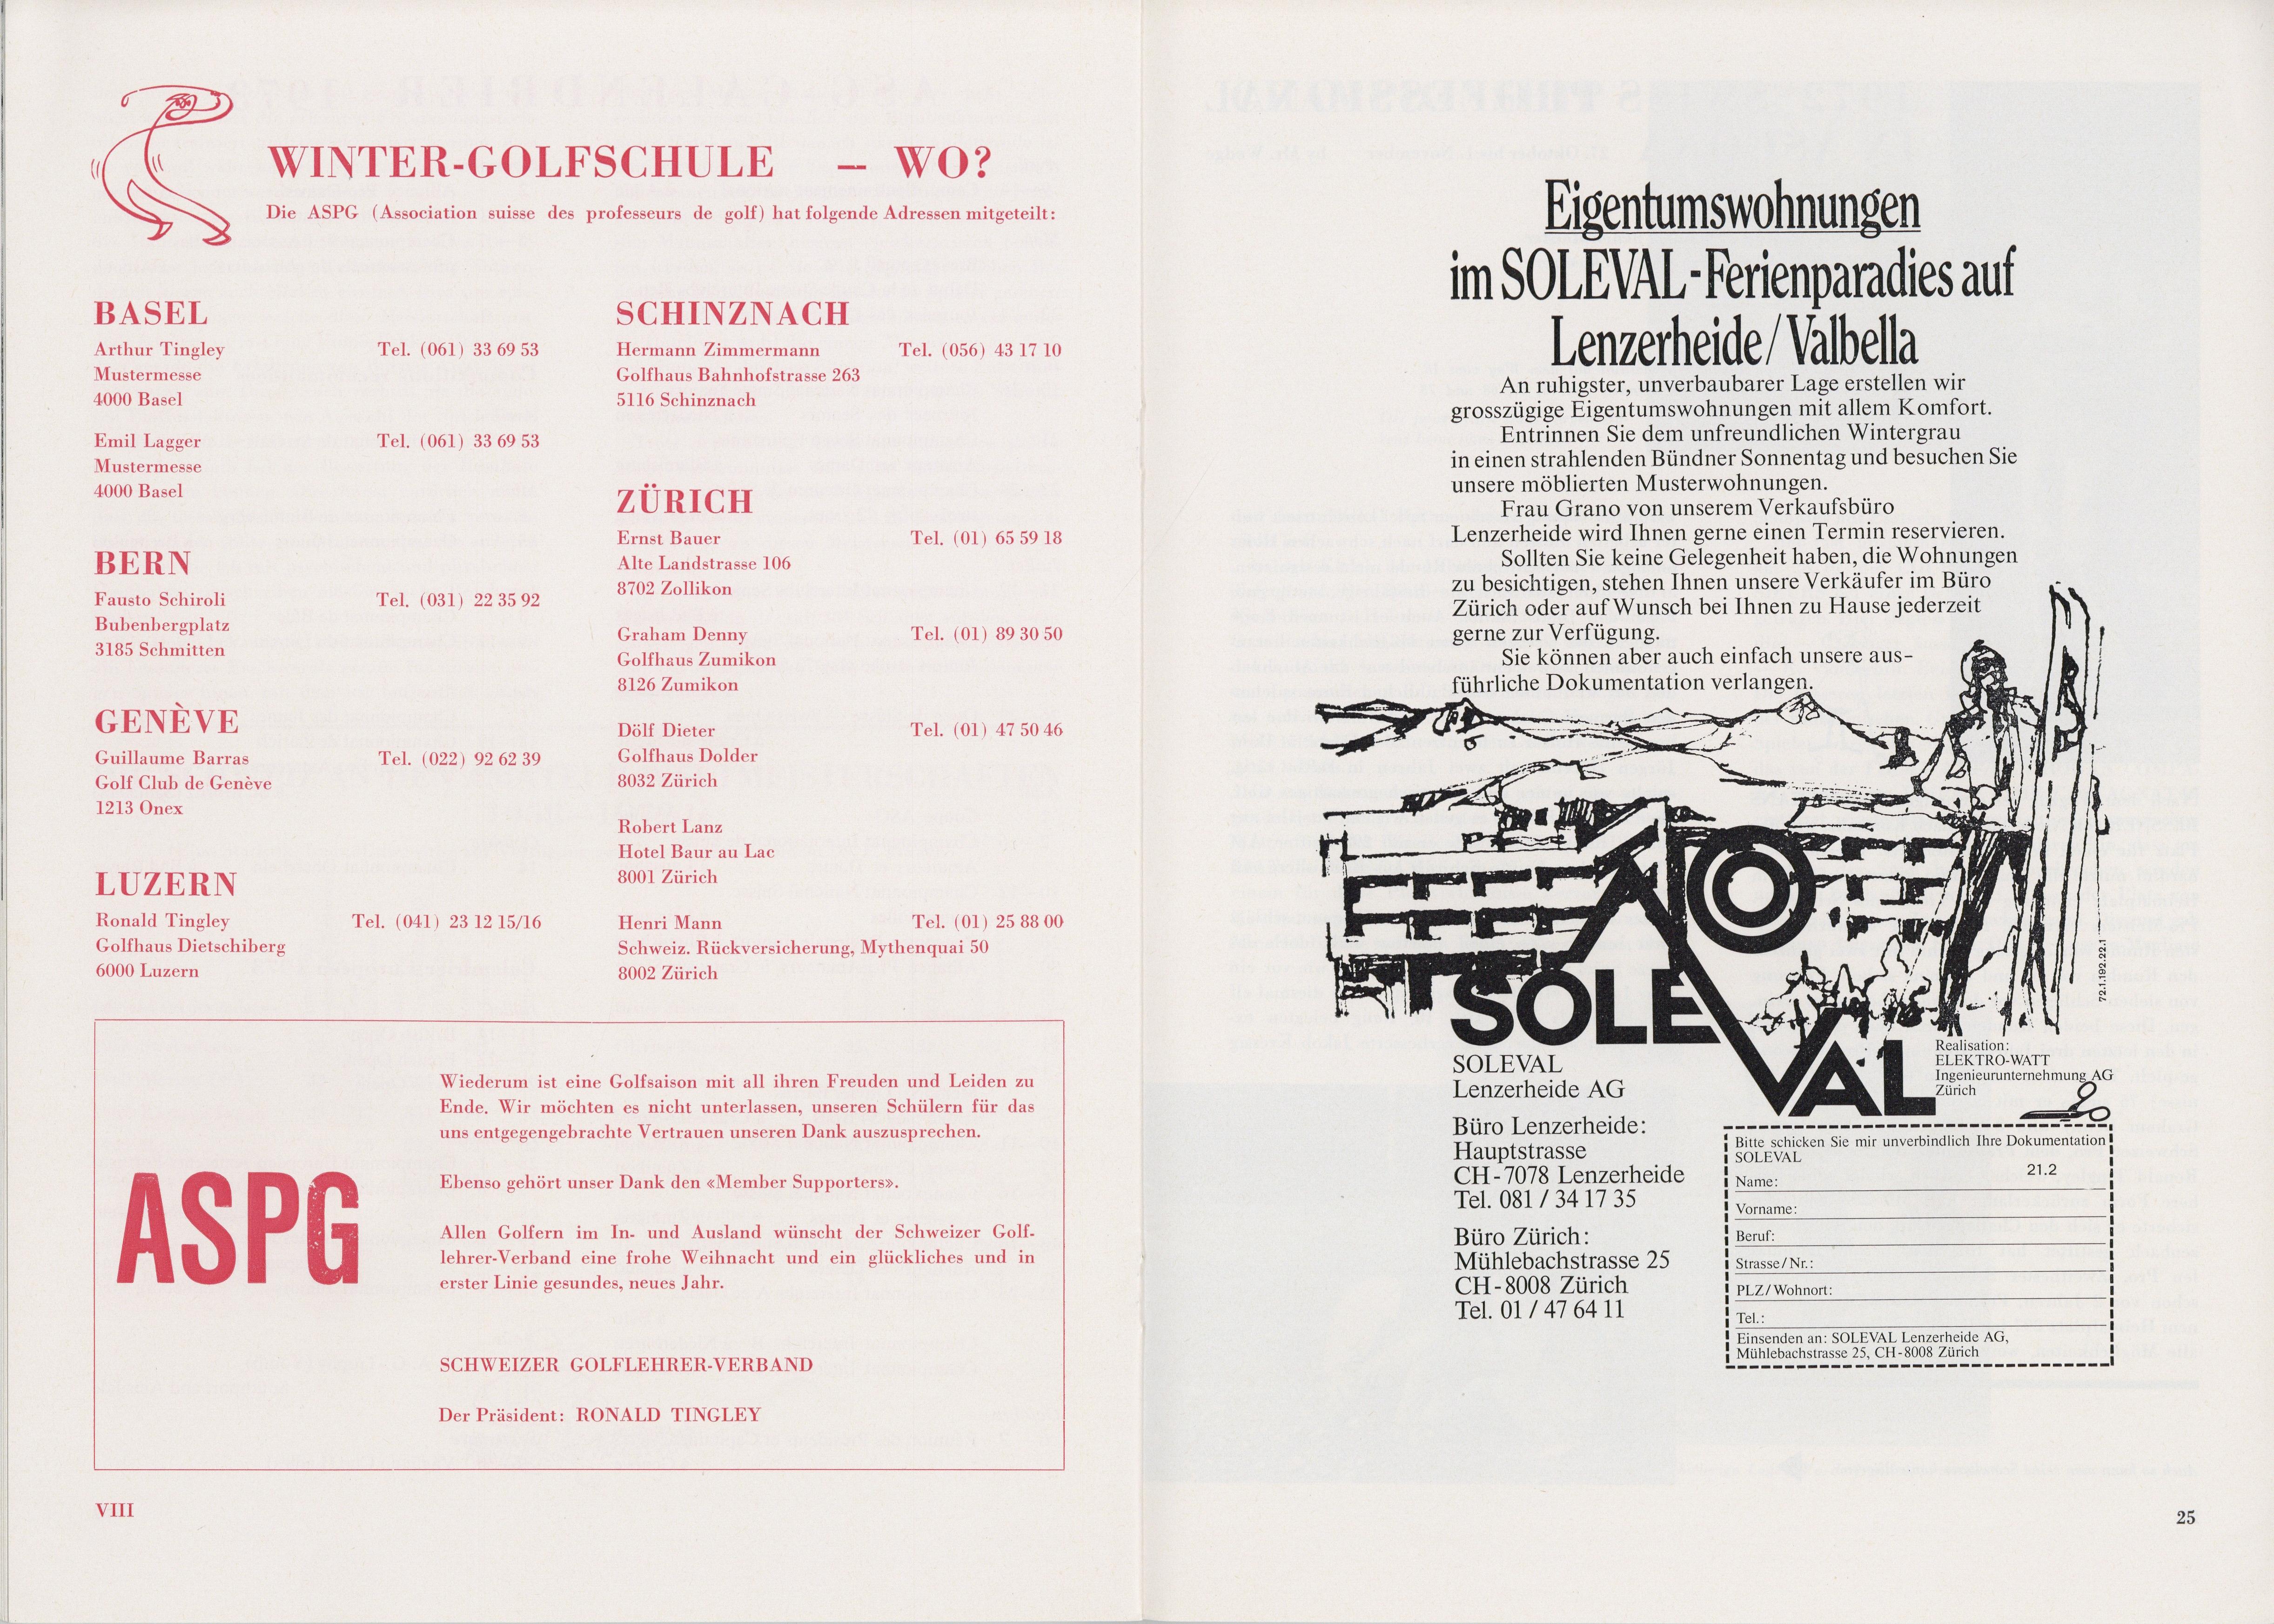 WINTER-GOLFSCHULE – WO?
Die ASPG (Association suisse des professeurs de golf) hat folgende Adressen mitgeteilt:
BASEL
Arthur Tingley Tel. (061) 33 69 53
Mustermesse
4000 Basel
Emil Lagger Tel. (061) 33 69 53
Mustermesse
4000 Basel
BERN
Fausto Schiroli Tel. (031) 22 35 92
Bubenbergplatz
3185 Schmitten
GENÈVE
Guillaume Barras Tel. (022) 92 62 39
Golf Club de Genève
1213 Onex
LUZERN
Ronald Tingley Tel. (041) 23 12 15/16
Golfhaus Dietschiberg
6000 Luzern
SCHINZNACH
Hermann Zimmermann Tel. (056) 43 17 10
Golfhaus Bahnhofstrasse 263
5116 Schinznach
ZÜRICH
Ernst Bauer Tel. (01) 65 59 18
Alte Landstrasse 106
8702 Zollikon
Graham Denny Tel. (01) 89 30 50
Golfhaus Zumikon
8126 Zumikon
Dölf Dieter Tel. (01) 47 50 46
Golfhaus Dolder
8032 Zürich
Robert Lanz
Hotel Baur au Lac
8001 Zürich
Henri Mann Tel. (01) 25 88 00
Schweiz. Rückversicherung, Mythenquai 50
8002 Zürich
ASPG
Wiederum ist eine Golfsaison mit all ihren Freuden und Leiden zu
Ende. Wir möchten es nicht unterlassen, unseren Schülern für das
uns entgegengebrachte Vertrauen unseren Dank auszusprechen.
Ebenso gehört unser Dank den «Member Supporters».
Allen Golfern im In- und Ausland wünscht der Schweizer Golf-
lehrer-Verband eine frohe Weihnacht und ein glückliches und in
erster Linie gesundes, neues Jahr.
SCHWEIZER GOLFLEHRER-VERBAND
Der Präsident: RONALD TINGLEY
VIII
Eigentumswohnungen
im SOLEVAL-Ferienparadies auf
Lenzerheide/Valbella
An ruhigster, unverbaubarer Lage erstellen wir
grosszügige Eigentumswohnungen mit allem Komfort.
Entrinnen Sie dem unfreundlichen Wintergrau
in einen strahlenden Bündner Sonnentag und besuchen Sie
unsere möblierten Musterwohnungen.
Frau Grano von unserem Verkaufsbüro
Lenzerheide wird Ihnen gerne einen Termin reservieren.
Sollten Sie keine Gelegenheit haben, die Wohnungen
zu besichtigen, stehen Ihnen unsere Verkäufer im Büro
Zürich oder auf Wunsch bei Ihnen zu Hause jederzeit
gerne zur Verfügung.
Sie können aber auch einfach unsere aus-
führliche Dokumentation verlangen.
72.1.192.22.1
SOLEVAL
SOLEVAL
Lenzerheide AG
Büro Lenzerheide:
Hauptstrasse
CH-7078 Lenzerheide
Tel. 081 / 34 17 35
Büro Zürich:
Mühlebachstrasse 25
CH-8008 Zürich
Tel. 01 / 47 64 11
Realisation:
ELEKTRO-WATT
Ingenieurunternehmung AG
Zürich
Bitte schicken Sie mir unverbindlich Ihre Dokumentation
SOLEVAL
21.2
Name:
Vorname:
Beruf:
Strasse/Nr.:
PLZ/Wohnort:
Tel.:
Einsenden an: SOLEVAL Lenzerheide AG,
Mühlebachstrasse 25, CH-8008 Zürich
25